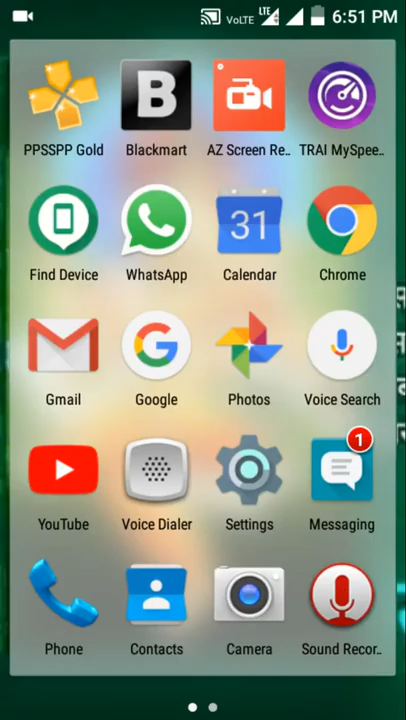 VoLTE LTE 6:51 PM
PPSSPP Gold Blackmart AZ Screen Re.. TRAI MySpee..
31
Find Device WhatsApp Calendar Chrome
Gmail Google Photos Voice Search
1
YouTube Voice Dialer Settings Messaging
Phone Contacts Camera Sound Recor..